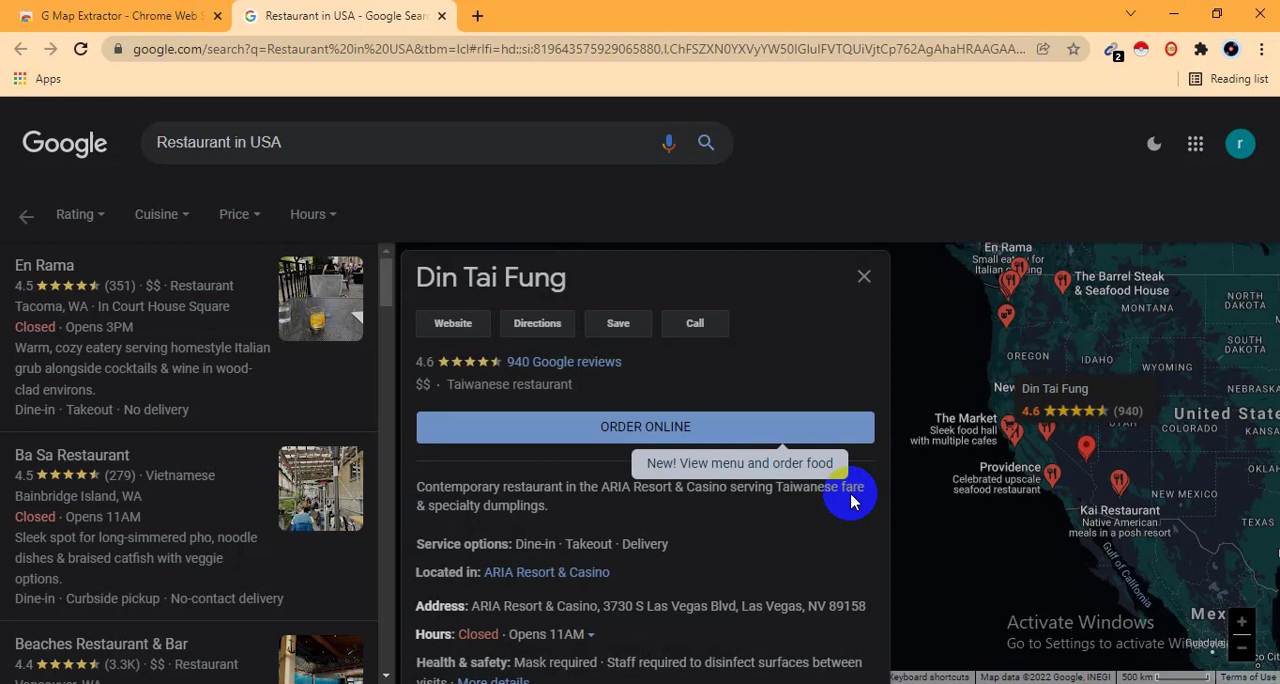 G Map Extractor - Chrome Web S
Restaurant in USA - Google Sear
google.com/search?q=Restaurant%20in%20USA&tbm=lcl#rlfi=hd:;si:819643575929065880,l,ChFSZXN0YXVyYW50IGluIFVTQUiVjtCp762AgAhaHRAAGAA...
2
Apps
Reading list
Google
Restaurant in USA
r
Rating
Cuisine
Price
Hours
En Rama
4.5 (351) · $$ · Restaurant
Tacoma, WA · In Court House Square
Closed · Opens 3PM
Warm, cozy eatery serving homestyle Italian
grub alongside cocktails & wine in wood-
clad environs.
Dine-in · Takeout · No delivery
Ba Sa Restaurant
4.5 (279) · Vietnamese
Bainbridge Island, WA
Closed · Opens 11AM
Sleek spot for long-simmered pho, noodle
dishes & braised catfish with veggie
options.
Dine-in · Curbside pickup · No-contact delivery
Beaches Restaurant & Bar
4.4 (3.3K) · $$ · Restaurant
Din Tai Fung
Website
Directions
Save
Call
4.6 940 Google reviews
$$ · Taiwanese restaurant
ORDER ONLINE
New! View menu and order food
Contemporary restaurant in the ARIA Resort & Casino serving Taiwanese fare
& specialty dumplings.
Service options: Dine-in · Takeout · Delivery
Located in: ARIA Resort & Casino
Address: ARIA Resort & Casino, 3730 S Las Vegas Blvd, Las Vegas, NV 89158
Hours: Closed · Opens 11AM
Health & safety: Mask required · Staff required to disinfect surfaces between
visits · More details
En Rama
Small eatery for
Italian
The Barrel Steak
& Seafood House
MONTANA
NORTH
DAKOTA
SOUTH
DAKOTA
OREGON
IDAHO
WYOMING
NEBRASKA
Din Tai Fung
4.6 (940)
The Market
Sleek food hall
with multiple cafes
UTAH
United State
COLORADO
KANSA
Providence
Celebrated upscale
seafood restaurant
OKLAH
NEW MEXICO
Kai Restaurant
Native American
meals in a posh resort
TEXAS
Gulf of California
Mex
Activate Windows
Go to Settings to activate Windows
Keyboard shortcuts
Map data ©2022 Google, INEGI
500 km
Terms of Use